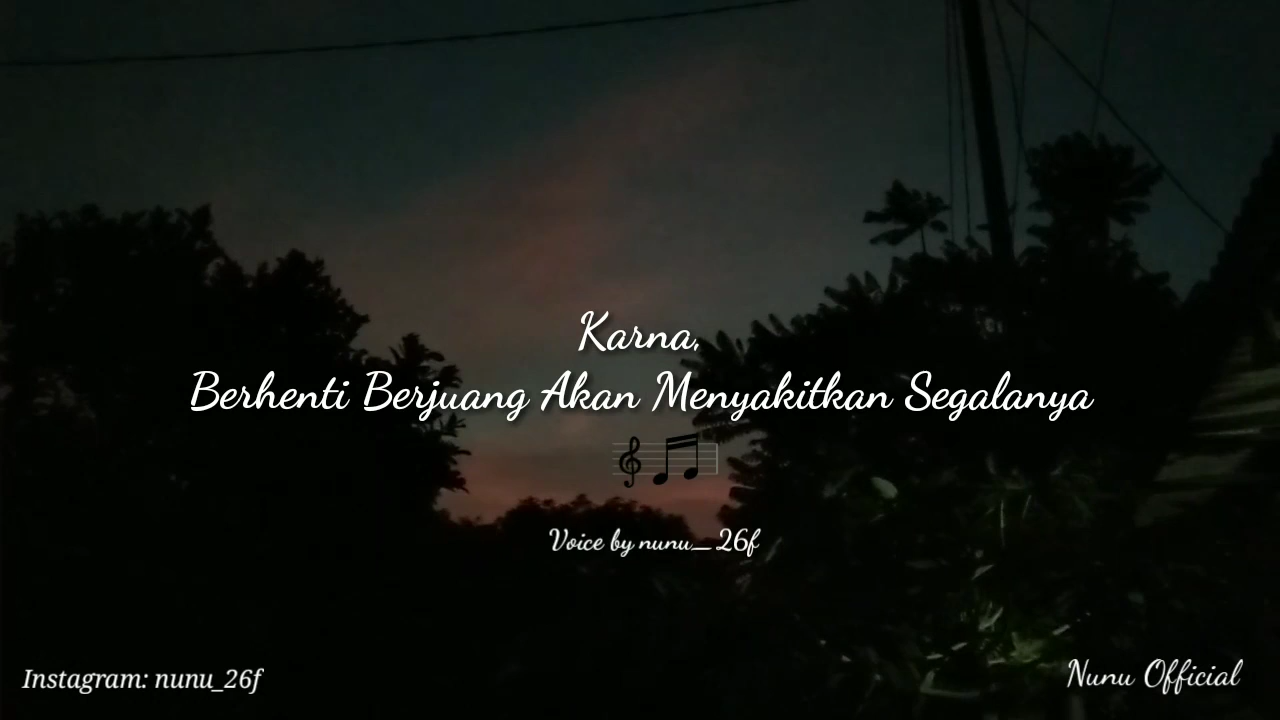 Karna,
Berhenti Berjuang Akan Menyakitkan Segalanya
Voice by nunu_26f
Instagram: nunu_26f
Nunu Official